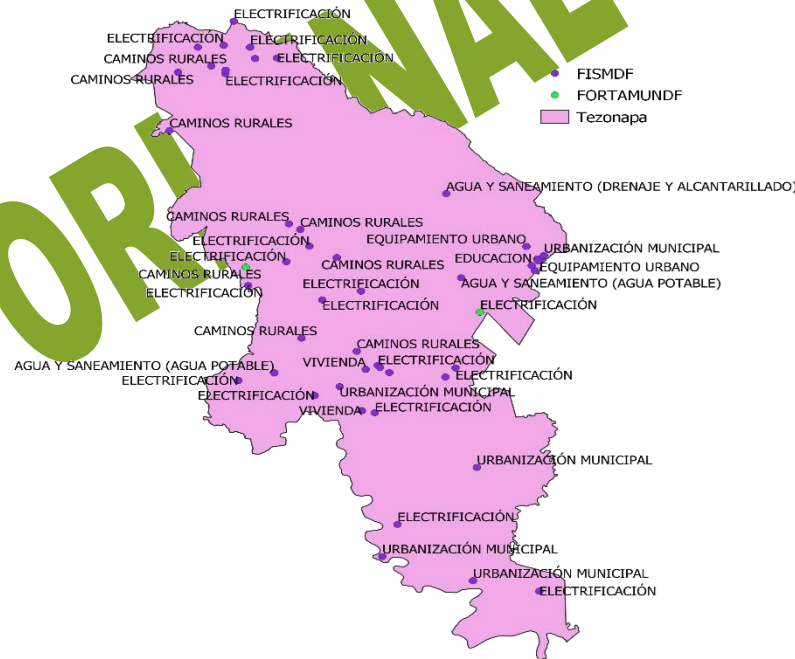 ELECTRIFICACIÓN
ELECTRIFICACIÓN
ELECTRIFICACIÓN
CAMINOS RURALES
ELECTRIFICACIÓN
CAMINOS RURALES
ELECTRIFICACIÓN
FISMDF
FORTAMUNDF
Tezonapa
CAMINOS RURALES
AGUA Y SANEAMIENTO (DRENAJE Y ALCANTARILLADO)
CAMINOS RURALES
CAMINOS RURALES
ELECTRIFICACIÓN
EQUIPAMIENTO URBANO
URBANIZACIÓN MUNICIPAL
ELECTRIFICACIÓN
EDUCACION
CAMINOS RURALES
EQUIPAMIENTO URBANO
CAMINOS RURALES
ELECTRIFICACIÓN
AGUA Y SANEAMIENTO (AGUA POTABLE)
ELECTRIFICACIÓN
ELECTRIFICACIÓN
ELECTRIFICACIÓN
CAMINOS RURALES
CAMINOS RURALES
AGUA Y SANEAMIENTO (AGUA POTABLE)
VIVIENDA
ELECTRIFICACIÓN
ELECTRIFICACIÓN
ELECTRIFICACIÓN
ELECTRIFICACIÓN
URBANIZACIÓN MUNICIPAL
VIVIENDA
ELECTRIFICACIÓN
URBANIZACIÓN MUNICIPAL
ELECTRIFICACIÓN
URBANIZACIÓN MUNICIPAL
URBANIZACIÓN MUNICIPAL
ELECTRIFICACIÓN